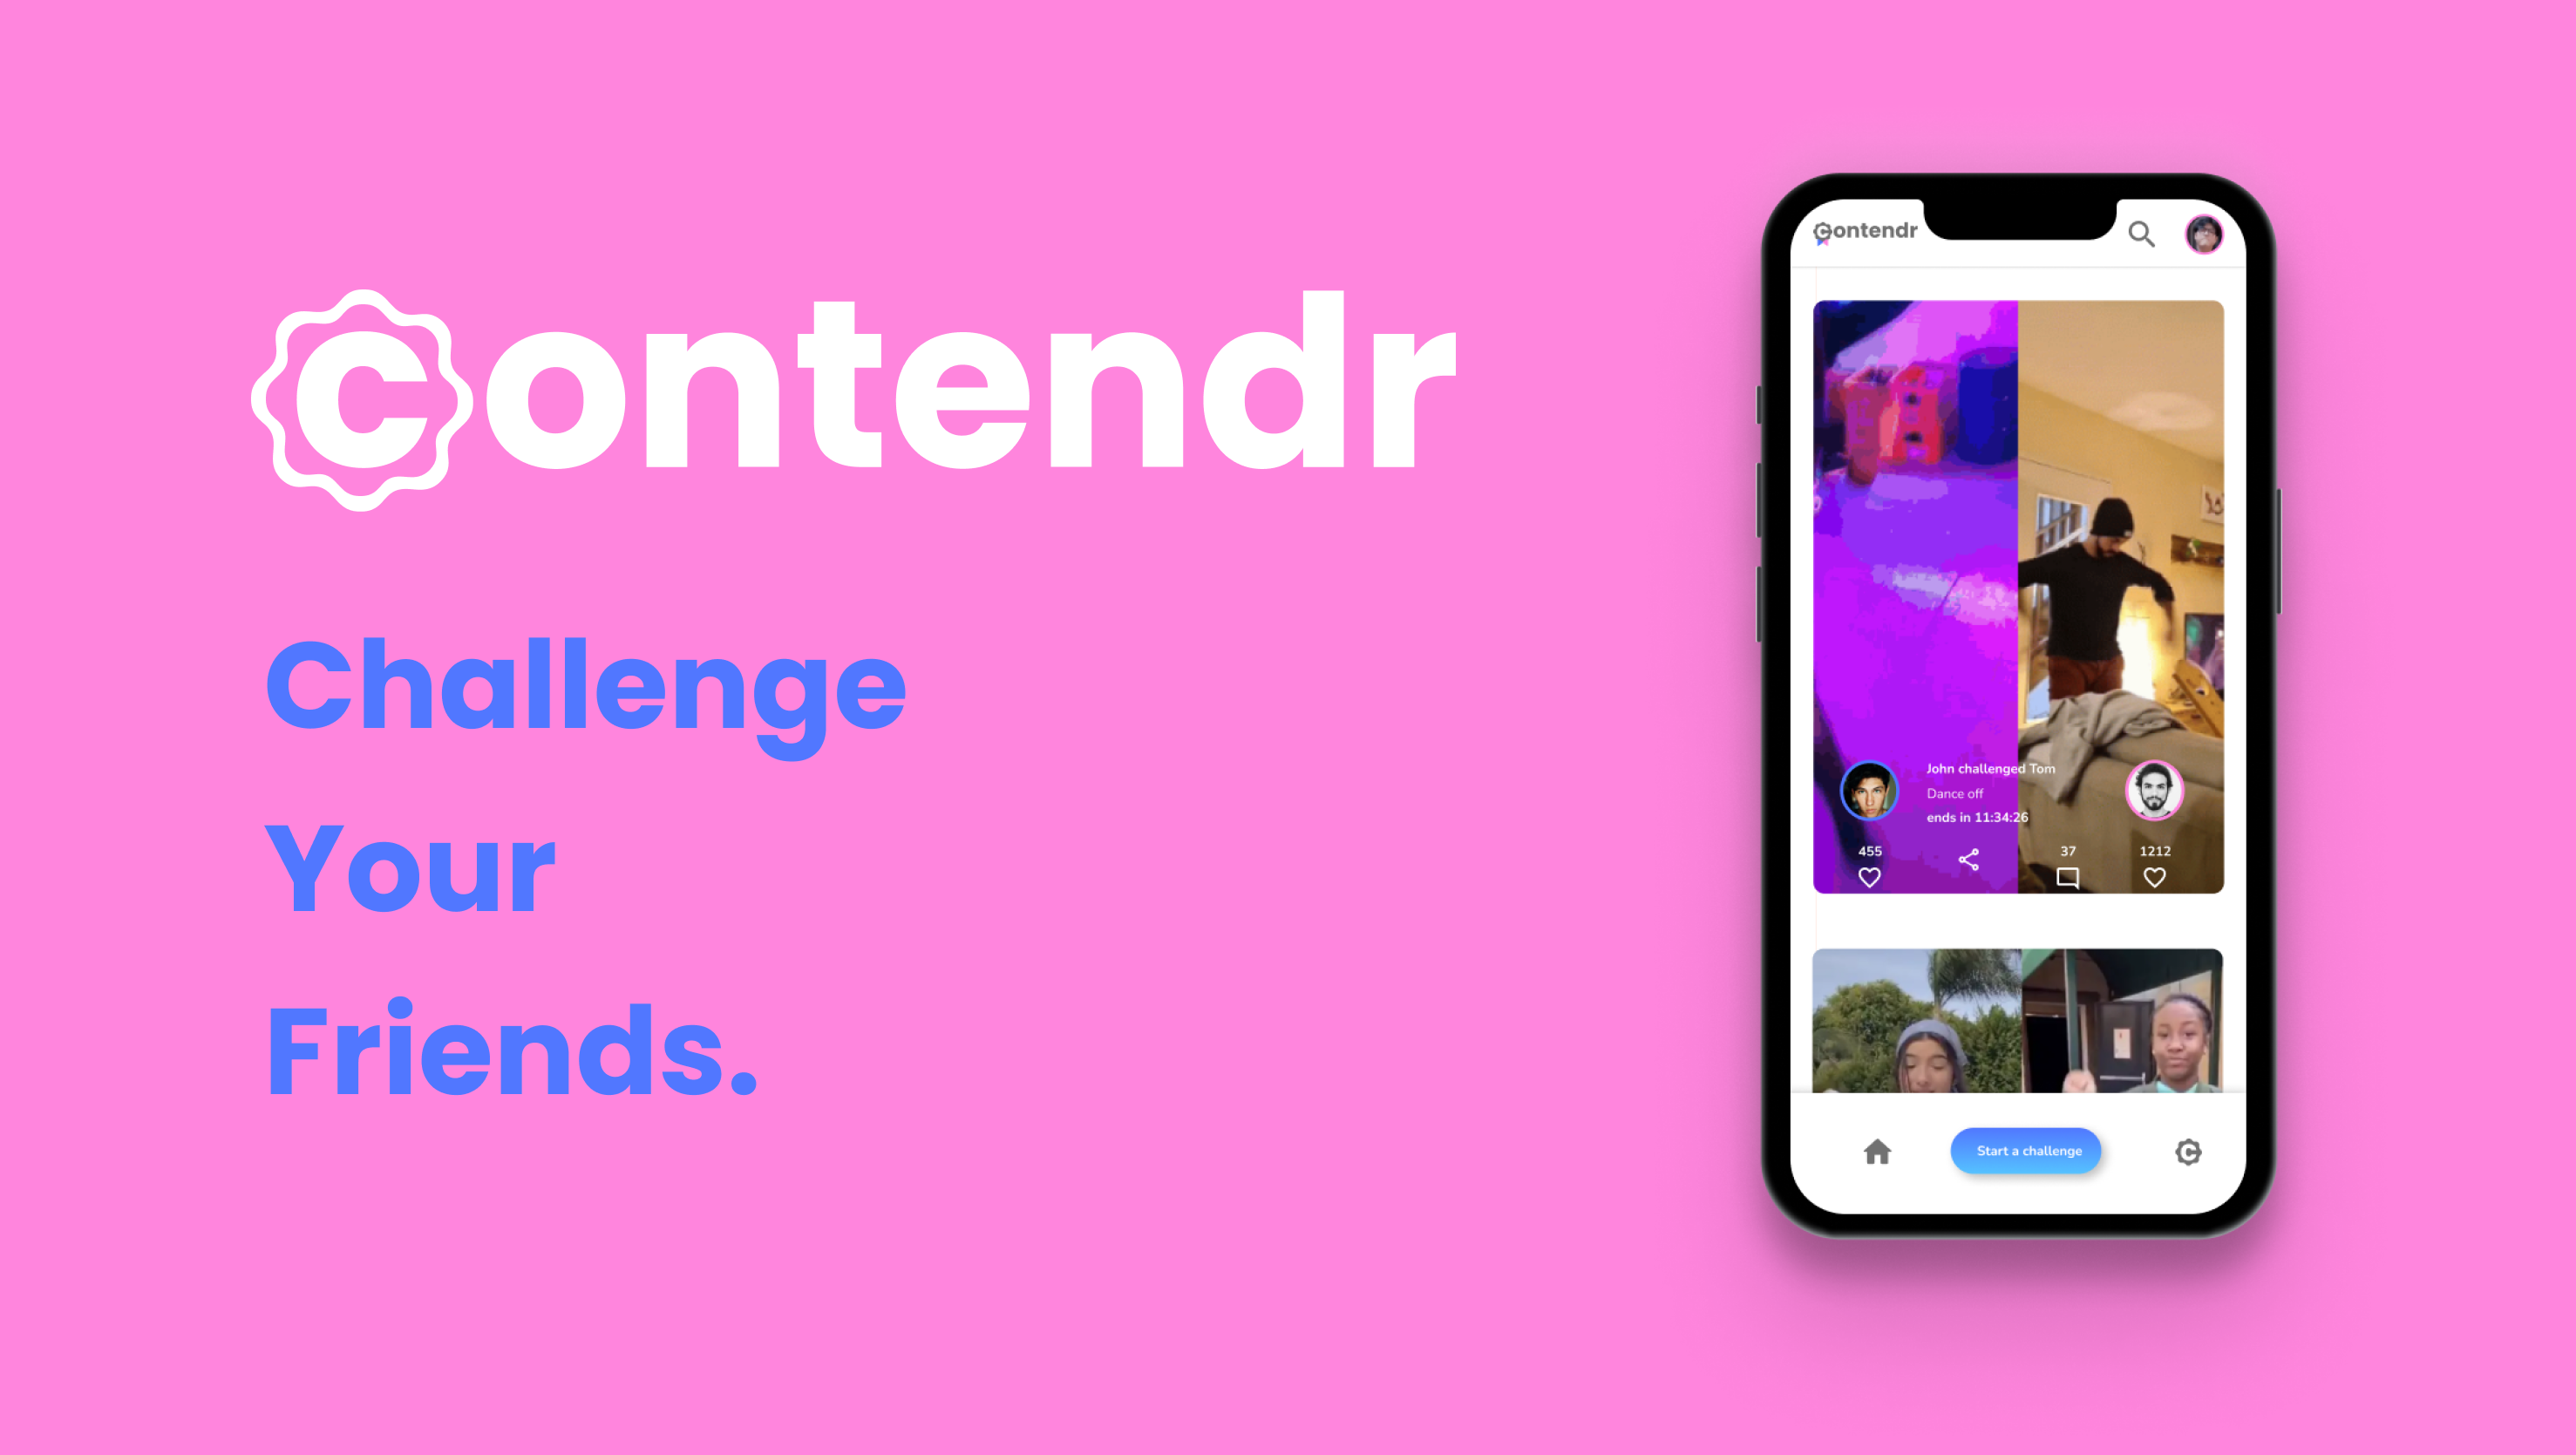 contendr
Challenge
Your
Friends.
contendr
John challenged Tom
Dance off
ends in 11:34:26
455
37
1212
Start a challenge
C